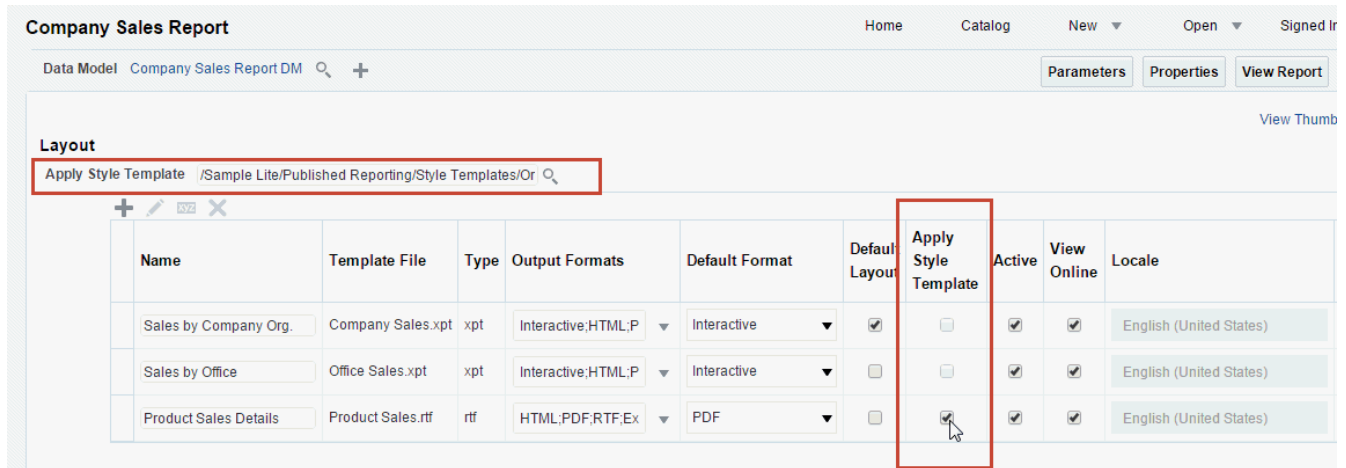 Company Sales Report Home Catalog New Open Signed In
Data Model Company Sales Report DM Parameters Properties View Report
View Thumb
Layout
Apply Style Template /Sample Lite/Published Reporting/Style Templates/Or
xyz
Name Template File Type Output Formats Default Format Default Layout Apply Style Template Active View Online Locale
Sales by Company Org. Company Sales.xpt xpt Interactive;HTML;P Interactive English (United States)
Sales by Office Office Sales.xpt xpt Interactive;HTML;P Interactive English (United States)
Product Sales Details Product Sales.rtf rtf HTML;PDF;RTF;Ex PDF English (United States)